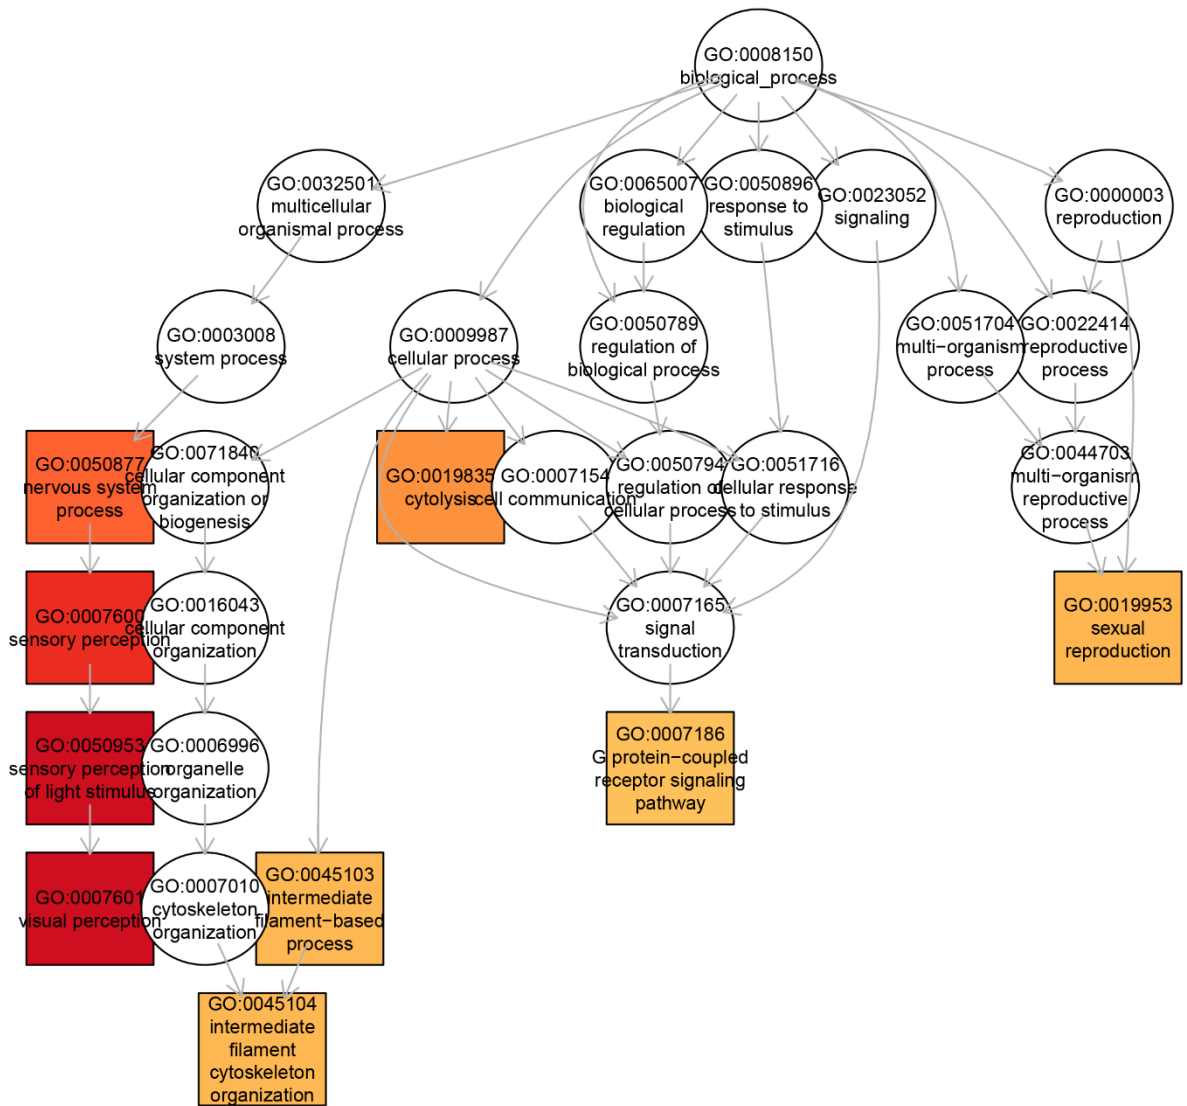 GO:0008150
biological_process
GO:0032501
multicellular
organismal process
GO:0065007
biological
regulation
GO:0050896
response to
stimulus
GO:0023052
signaling
GO:0000003
reproduction
GO:0003008
system process
GO:0009987
cellular process
GO:0050789
regulation of
biological process
GO:0051704
multi−organism
process
GO:0022414
reproductive
process
GO:0050877
nervous system
process
GO:0071840
cellular component
organization or
biogenesis
GO:0019835
cytolysis
GO:0007154
cell communication
GO:0050794
regulation of
cellular process
GO:0051716
cellular response
to stimulus
GO:0044703
multi−organism
reproductive
process
GO:0007600
sensory perception
GO:0016043
cellular component
organization
GO:0007165
signal
transduction
GO:0019953
sexual
reproduction
GO:0050953
sensory perception
of light stimulus
GO:0006996
organelle
organization
GO:0007186
G protein−coupled
receptor signaling
pathway
GO:0007601
visual perception
GO:0007010
cytoskeleton
organization
GO:0045103
intermediate
filament−based
process
GO:0045104
intermediate
filament
cytoskeleton
organization